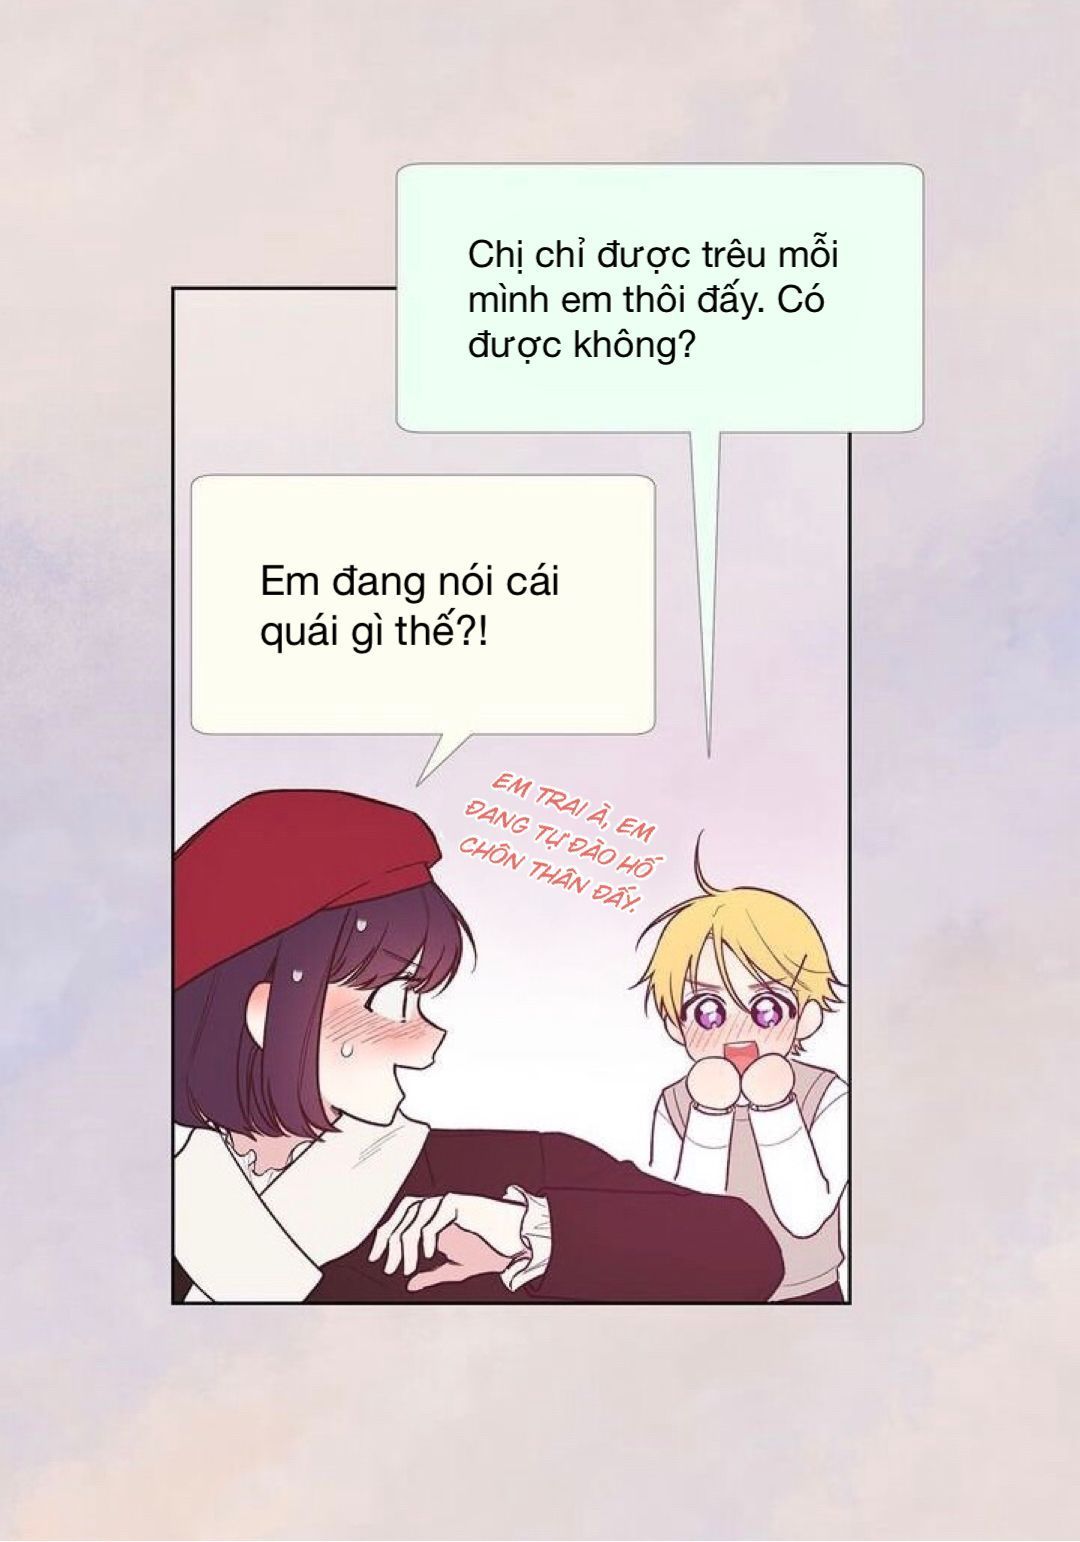 Chị chỉ được trêu mỗi
mình em thôi đấy. Có
được không?
Em đang nói cái
quái gì thế?!
EM TRAI À, EM
ĐANG TỰ ĐÀO HỐ
CHÔN THÂN ĐẤY.